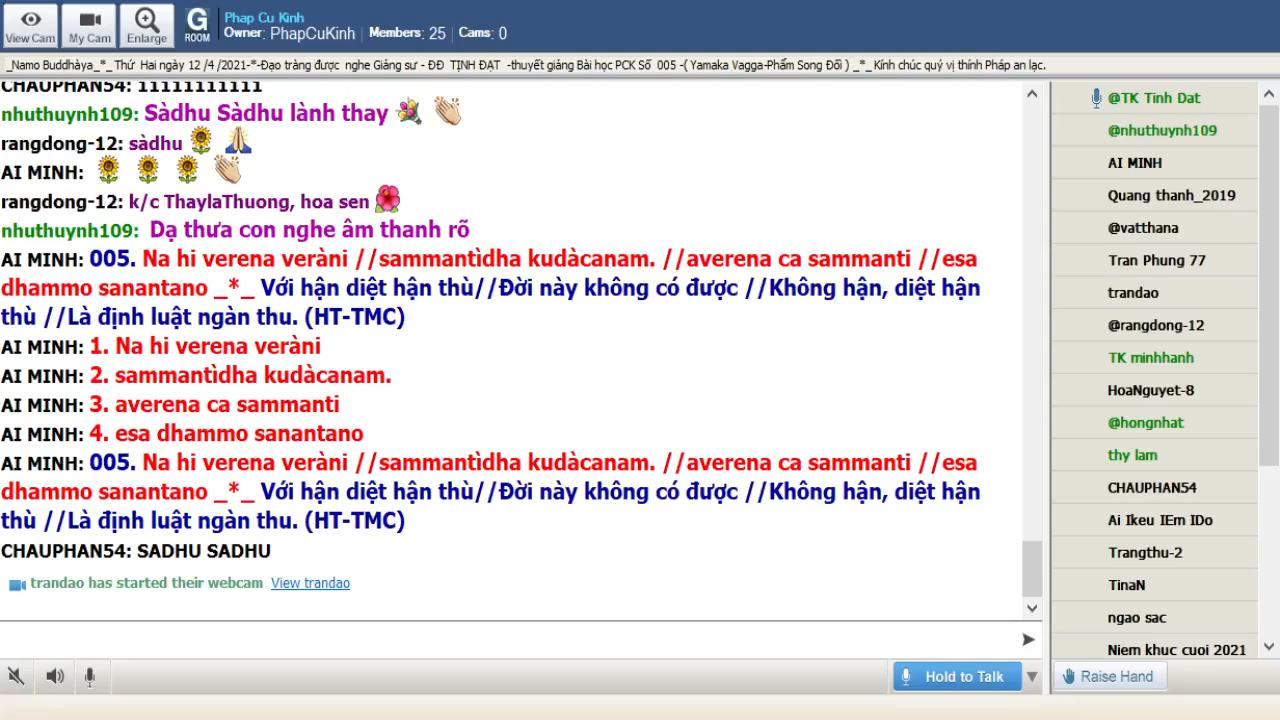 View Cam
My Cam
Enlarge
G
ROOM
Phap Cu Kinh
Owner: PhapCuKinh | Members: 25 | Cams: 0
_Namo Buddhàya_*_ Thứ Hai ngày 12 /4 /2021-*-Đạo tràng được nghe Giảng sư - ĐĐ TỊNH ĐẠT -thuyết giảng Bài học PCK Số 005 -( Yamaka Vagga-Phẩm Song Đối ) _*_ Kính chúc quý vị thính Pháp an lạc.
CHAUPHAN54: 11111111111
nhuthuynh109: Sàdhu Sàdhu lành thay
rangdong-12: sàdhu
AI MINH:
rangdong-12: k/c ThaylaThuong, hoa sen
nhuthuynh109: Dạ thưa con nghe âm thanh rõ
AI MINH: 005. Na hi verena veràni //sammantìdha kudàcanam. //averena ca sammanti //esa
dhammo sanantano _*_ Với hận diệt hận thù//Đời này không có được //Không hận, diệt hận
thù //Là định luật ngàn thu. (HT-TMC)
AI MINH: 1. Na hi verena veràni
AI MINH: 2. sammantìdha kudàcanam.
AI MINH: 3. averena ca sammanti
AI MINH: 4. esa dhammo sanantano
AI MINH: 005. Na hi verena veràni //sammantìdha kudàcanam. //averena ca sammanti //esa
dhammo sanantano _*_ Với hận diệt hận thù//Đời này không có được //Không hận, diệt hận
thù //Là định luật ngàn thu. (HT-TMC)
CHAUPHAN54: SADHU SADHU
trandao has started their webcam View trandao
Hold to Talk
@TK Tinh Dat
@nhuthuynh109
AI MINH
Quang thanh_2019
@vatthana
Tran Phung 77
trandao
@rangdong-12
TK minhhanh
HoaNguyet-8
@hongnhat
thy lam
CHAUPHAN54
Ai Ikeu IEm IDo
Trangthu-2
TinaN
ngao sac
Niem khuc cuoi 2021
Raise Hand